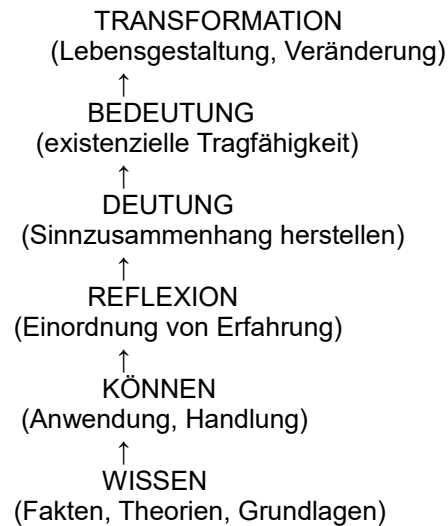 TRANSFORMATION
(Lebensgestaltung, Veränderung)
↑
BEDEUTUNG
(existenzielle Tragfähigkeit)
↑
DEUTUNG
(Sinnzusammenhang herstellen)
↑
REFLEXION
(Einordnung von Erfahrung)
↑
KÖNNEN
(Anwendung, Handlung)
↑
WISSEN
(Fakten, Theorien, Grundlagen)